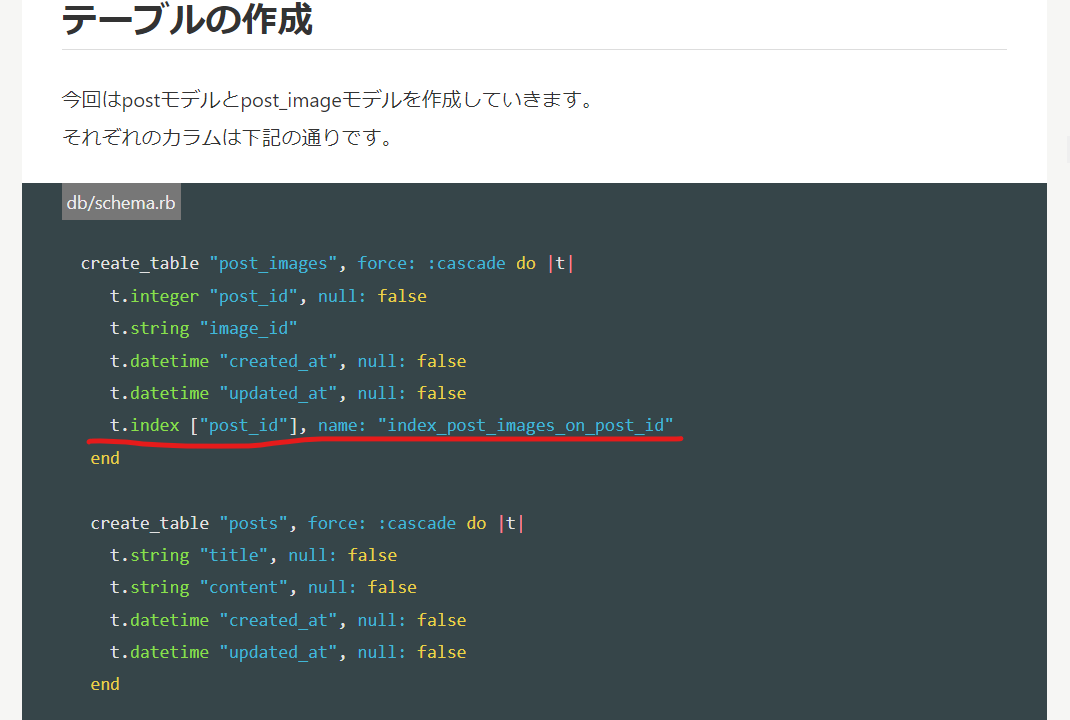 テーブルの作成
今回はpostモデルとpost_imageモデルを作成していきます。
それぞれのカラムは下記の通りです。
db/schema.rb
create_table "post_images", force: :cascade do |t|
t.integer "post_id", null: false
t.string "image_id"
t.datetime "created_at", null: false
t.datetime "updated_at", null: false
t.index ["post_id"], name: "index_post_images_on_post_id"
end
create_table "posts", force: :cascade do |t|
t.string "title", null: false
t.string "content", null: false
t.datetime "created_at", null: false
t.datetime "updated_at", null: false
end